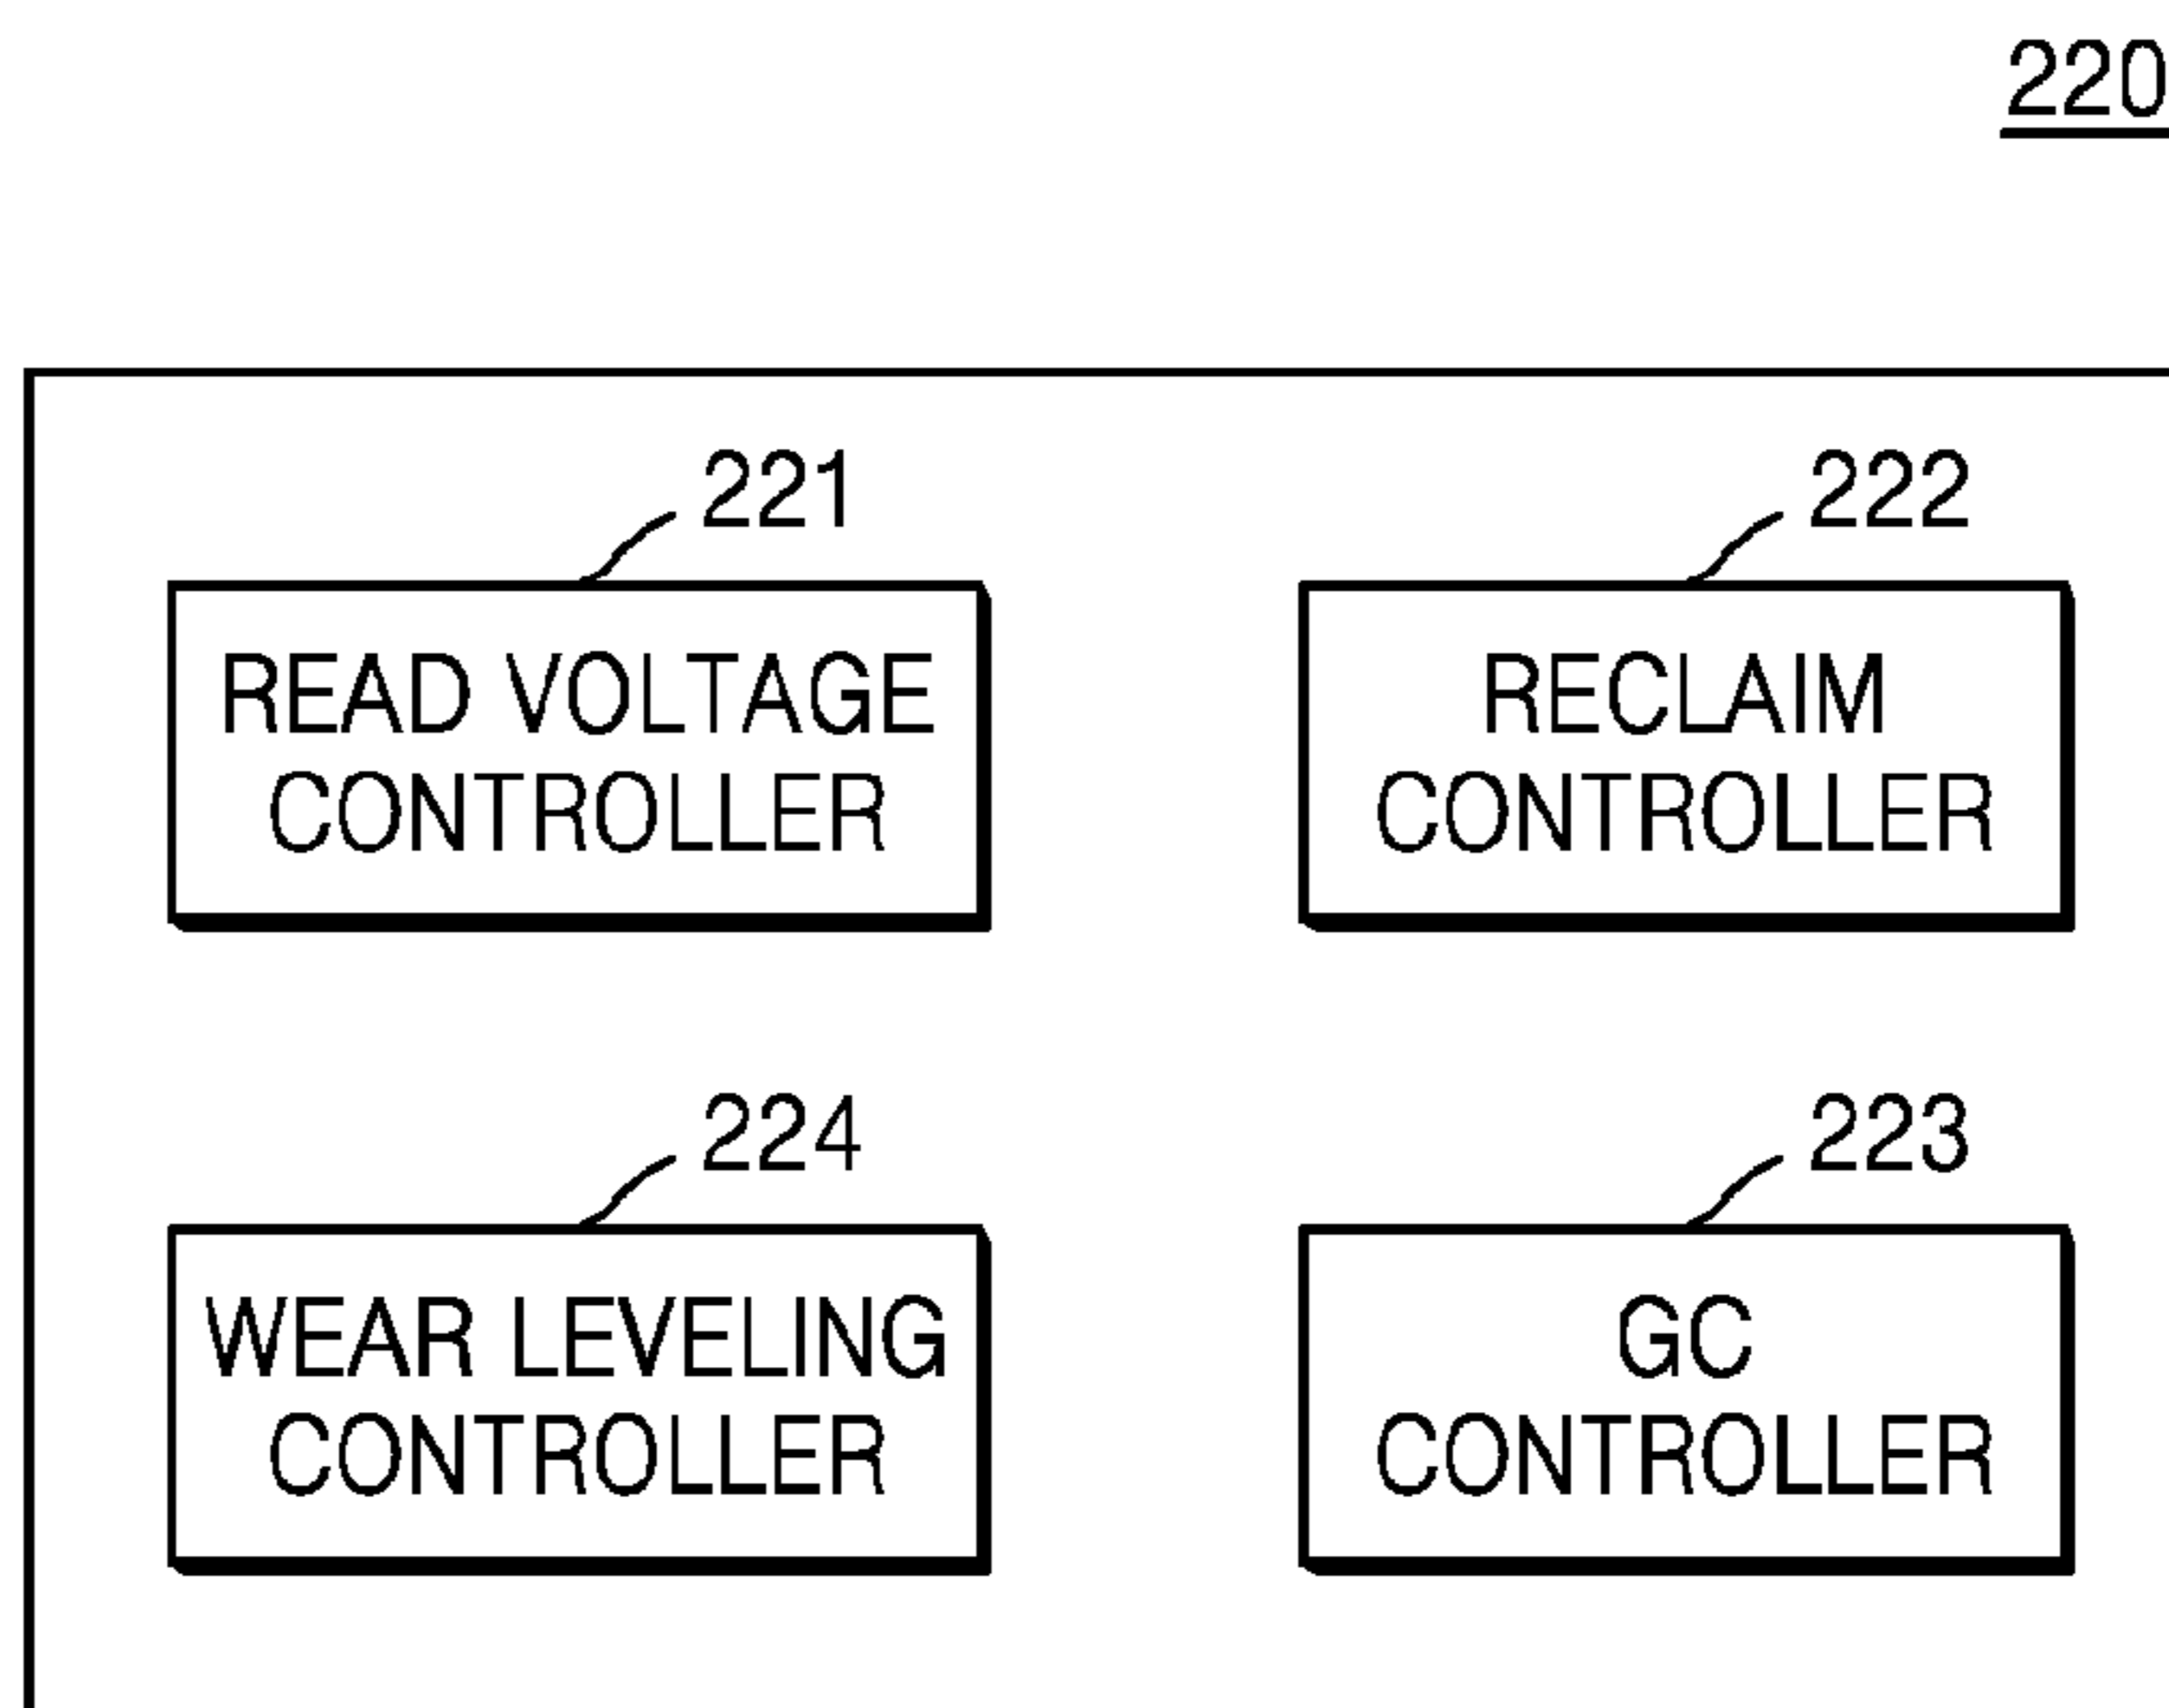 220
221
222
READ VOLTAGE
CONTROLLER
RECLAIM
CONTROLLER
224
223
WEAR LEVELING
CONTROLLER
GC
CONTROLLER